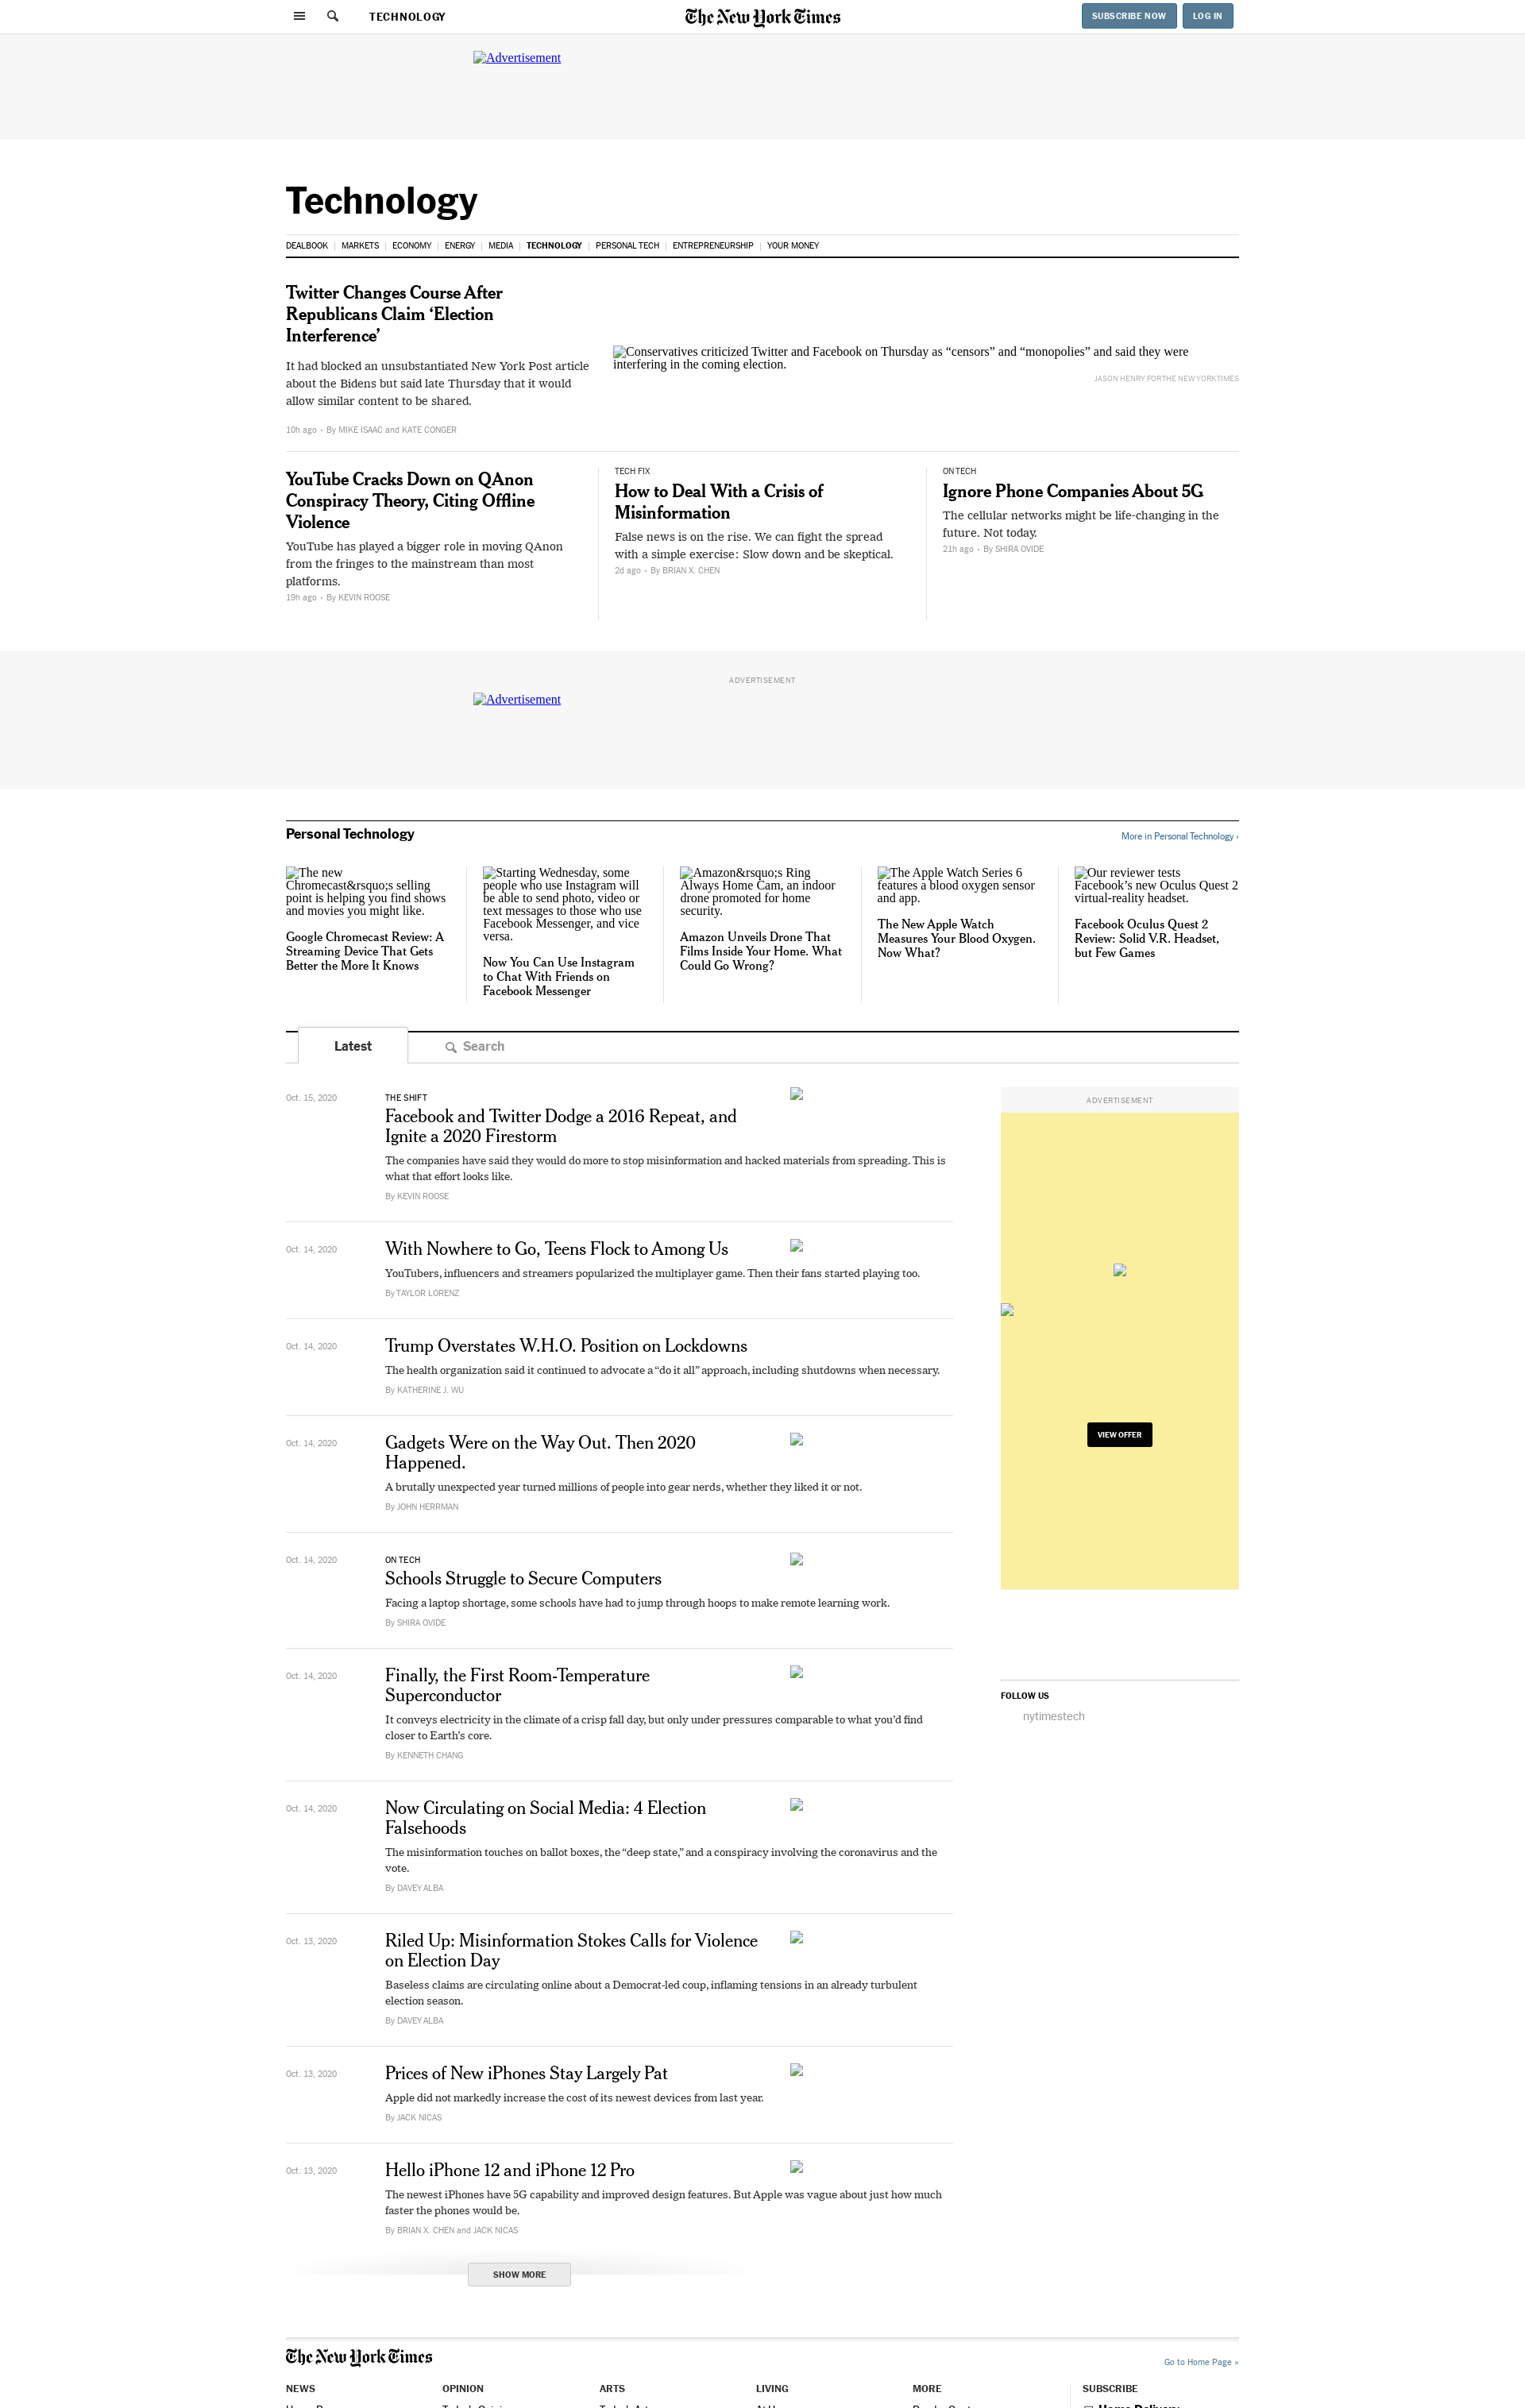 TECHNOLOGY
The New York Times
SUBSCRIBE NOW
LOG IN
Advertisement
Technology
DEALBOOK
MARKETS
ECONOMY
ENERGY
MEDIA
TECHNOLOGY
PERSONAL TECH
ENTREPRENEURSHIP
YOUR MONEY
Twitter Changes Course After
Republicans Claim ‘Election
Interference’
It had blocked an unsubstantiated New York Post article
about the Bidens but said late Thursday that it would
allow similar content to be shared.
10h ago • By MIKE ISAAC and KATE CONGER
Conservatives criticized Twitter and Facebook on Thursday as “censors” and “monopolies” and said they were
interfering in the coming election.
JASON HENRY FOR THE NEW YORK TIMES
YouTube Cracks Down on QAnon
Conspiracy Theory, Citing Offline
Violence
YouTube has played a bigger role in moving QAnon
from the fringes to the mainstream than most
platforms.
19h ago • By KEVIN ROOSE
TECH FIX
How to Deal With a Crisis of
Misinformation
False news is on the rise. We can fight the spread
with a simple exercise: Slow down and be skeptical.
2d ago • By BRIAN X. CHEN
ON TECH
Ignore Phone Companies About 5G
The cellular networks might be life-changing in the
future. Not today.
21h ago • By SHIRA OVIDE
ADVERTISEMENT
Advertisement
Personal Technology
More in Personal Technology ›
The new
Chromecast&rsquo;s selling
point is helping you find shows
and movies you might like.
Google Chromecast Review: A
Streaming Device That Gets
Better the More It Knows
Starting Wednesday, some
people who use Instagram will
be able to send photo, video or
text messages to those who use
Facebook Messenger, and vice
versa.
Now You Can Use Instagram
to Chat With Friends on
Facebook Messenger
Amazon&rsquo;s Ring
Always Home Cam, an indoor
drone promoted for home
security.
Amazon Unveils Drone That
Films Inside Your Home. What
Could Go Wrong?
The Apple Watch Series 6
features a blood oxygen sensor
and app.
The New Apple Watch
Measures Your Blood Oxygen.
Now What?
Our reviewer tests
Facebook’s new Oculus Quest 2
virtual-reality headset.
Facebook Oculus Quest 2
Review: Solid V.R. Headset,
but Few Games
Latest
Search
Oct. 15, 2020
THE SHIFT
Facebook and Twitter Dodge a 2016 Repeat, and
Ignite a 2020 Firestorm
The companies have said they would do more to stop misinformation and hacked materials from spreading. This is
what that effort looks like.
By KEVIN ROOSE
Oct. 14, 2020
With Nowhere to Go, Teens Flock to Among Us
YouTubers, influencers and streamers popularized the multiplayer game. Then their fans started playing too.
By TAYLOR LORENZ
Oct. 14, 2020
Trump Overstates W.H.O. Position on Lockdowns
The health organization said it continued to advocate a “do it all” approach, including shutdowns when necessary.
By KATHERINE J. WU
Oct. 14, 2020
Gadgets Were on the Way Out. Then 2020
Happened.
A brutally unexpected year turned millions of people into gear nerds, whether they liked it or not.
By JOHN HERRMAN
Oct. 14, 2020
ON TECH
Schools Struggle to Secure Computers
Facing a laptop shortage, some schools have had to jump through hoops to make remote learning work.
By SHIRA OVIDE
Oct. 14, 2020
Finally, the First Room-Temperature
Superconductor
It conveys electricity in the climate of a crisp fall day, but only under pressures comparable to what you’d find
closer to Earth’s core.
By KENNETH CHANG
Oct. 14, 2020
Now Circulating on Social Media: 4 Election
Falsehoods
The misinformation touches on ballot boxes, the “deep state,” and a conspiracy involving the coronavirus and the
vote.
By DAVEY ALBA
Oct. 13, 2020
Riled Up: Misinformation Stokes Calls for Violence
on Election Day
Baseless claims are circulating online about a Democrat-led coup, inflaming tensions in an already turbulent
election season.
By DAVEY ALBA
Oct. 13, 2020
Prices of New iPhones Stay Largely Pat
Apple did not markedly increase the cost of its newest devices from last year.
By JACK NICAS
Oct. 13, 2020
Hello iPhone 12 and iPhone 12 Pro
The newest iPhones have 5G capability and improved design features. But Apple was vague about just how much
faster the phones would be.
By BRIAN X. CHEN and JACK NICAS
SHOW MORE
ADVERTISEMENT
VIEW OFFER
FOLLOW US
nytimestech
The New York Times
Go to Home Page »
NEWS
OPINION
ARTS
LIVING
MORE
SUBSCRIBE